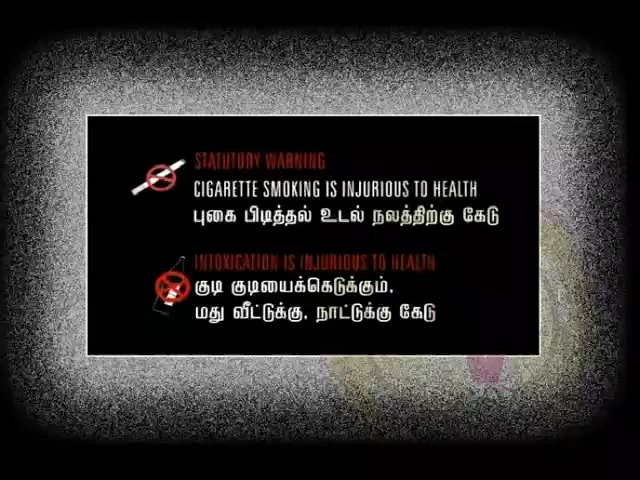 STATUTORY WARNING
CIGARETTE SMOKING IS INJURIOUS TO HEALTH
புகை பிடித்தல் உடல் நலத்திற்கு கேடு
INTOXICATION IS INJURIOUS TO HEALTH
குடி குடியைக்கெடுக்கும்,
மது வீட்டுக்கு, நாட்டுக்கு கேடு